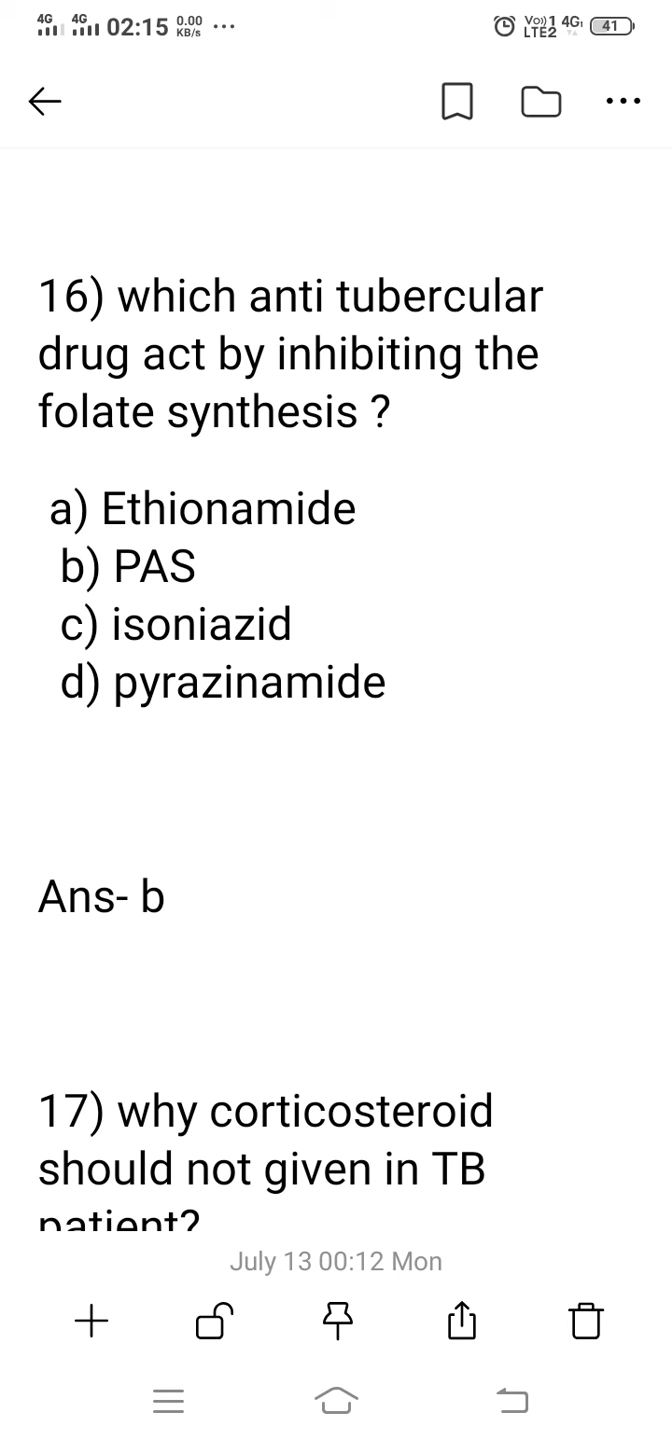 4G 4G 02:15 0.00 KB/s ... Vo))1 LTE2 4G 41
16) which anti tubercular
drug act by inhibiting the
folate synthesis ?
a) Ethionamide
b) PAS
c) isoniazid
d) pyrazinamide
Ans- b
17) why corticosteroid
should not given in TB
patient?
July 13 00:12 Mon